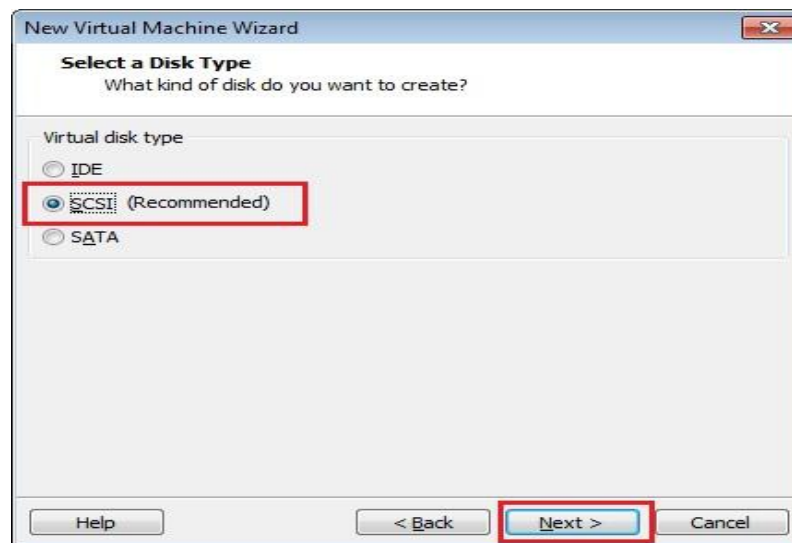 New Virtual Machine Wizard
Select a Disk Type
What kind of disk do you want to create?
Virtual disk type
IDE
SCSI (Recommended)
SATA
Help < Back Next > Cancel